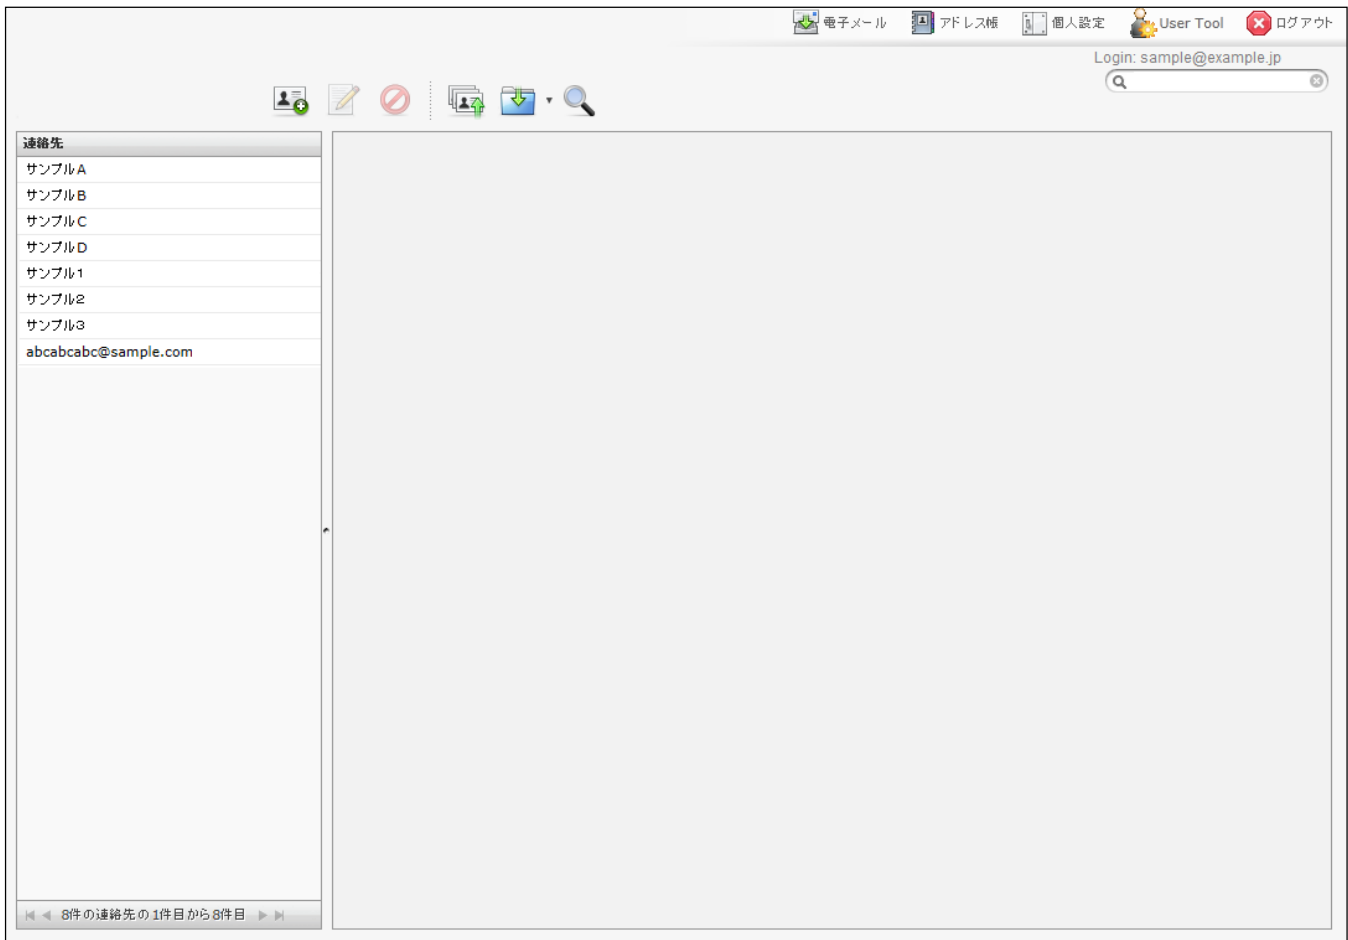 電子メール アドレス帳 個人設定 User Tool ログアウト
Login: sample@example.jp
連絡先
サンプルA
サンプルB
サンプルC
サンプルD
サンプル1
サンプル2
サンプル3
abcabcabc@sample.com
8件の連絡先の1件目から8件目